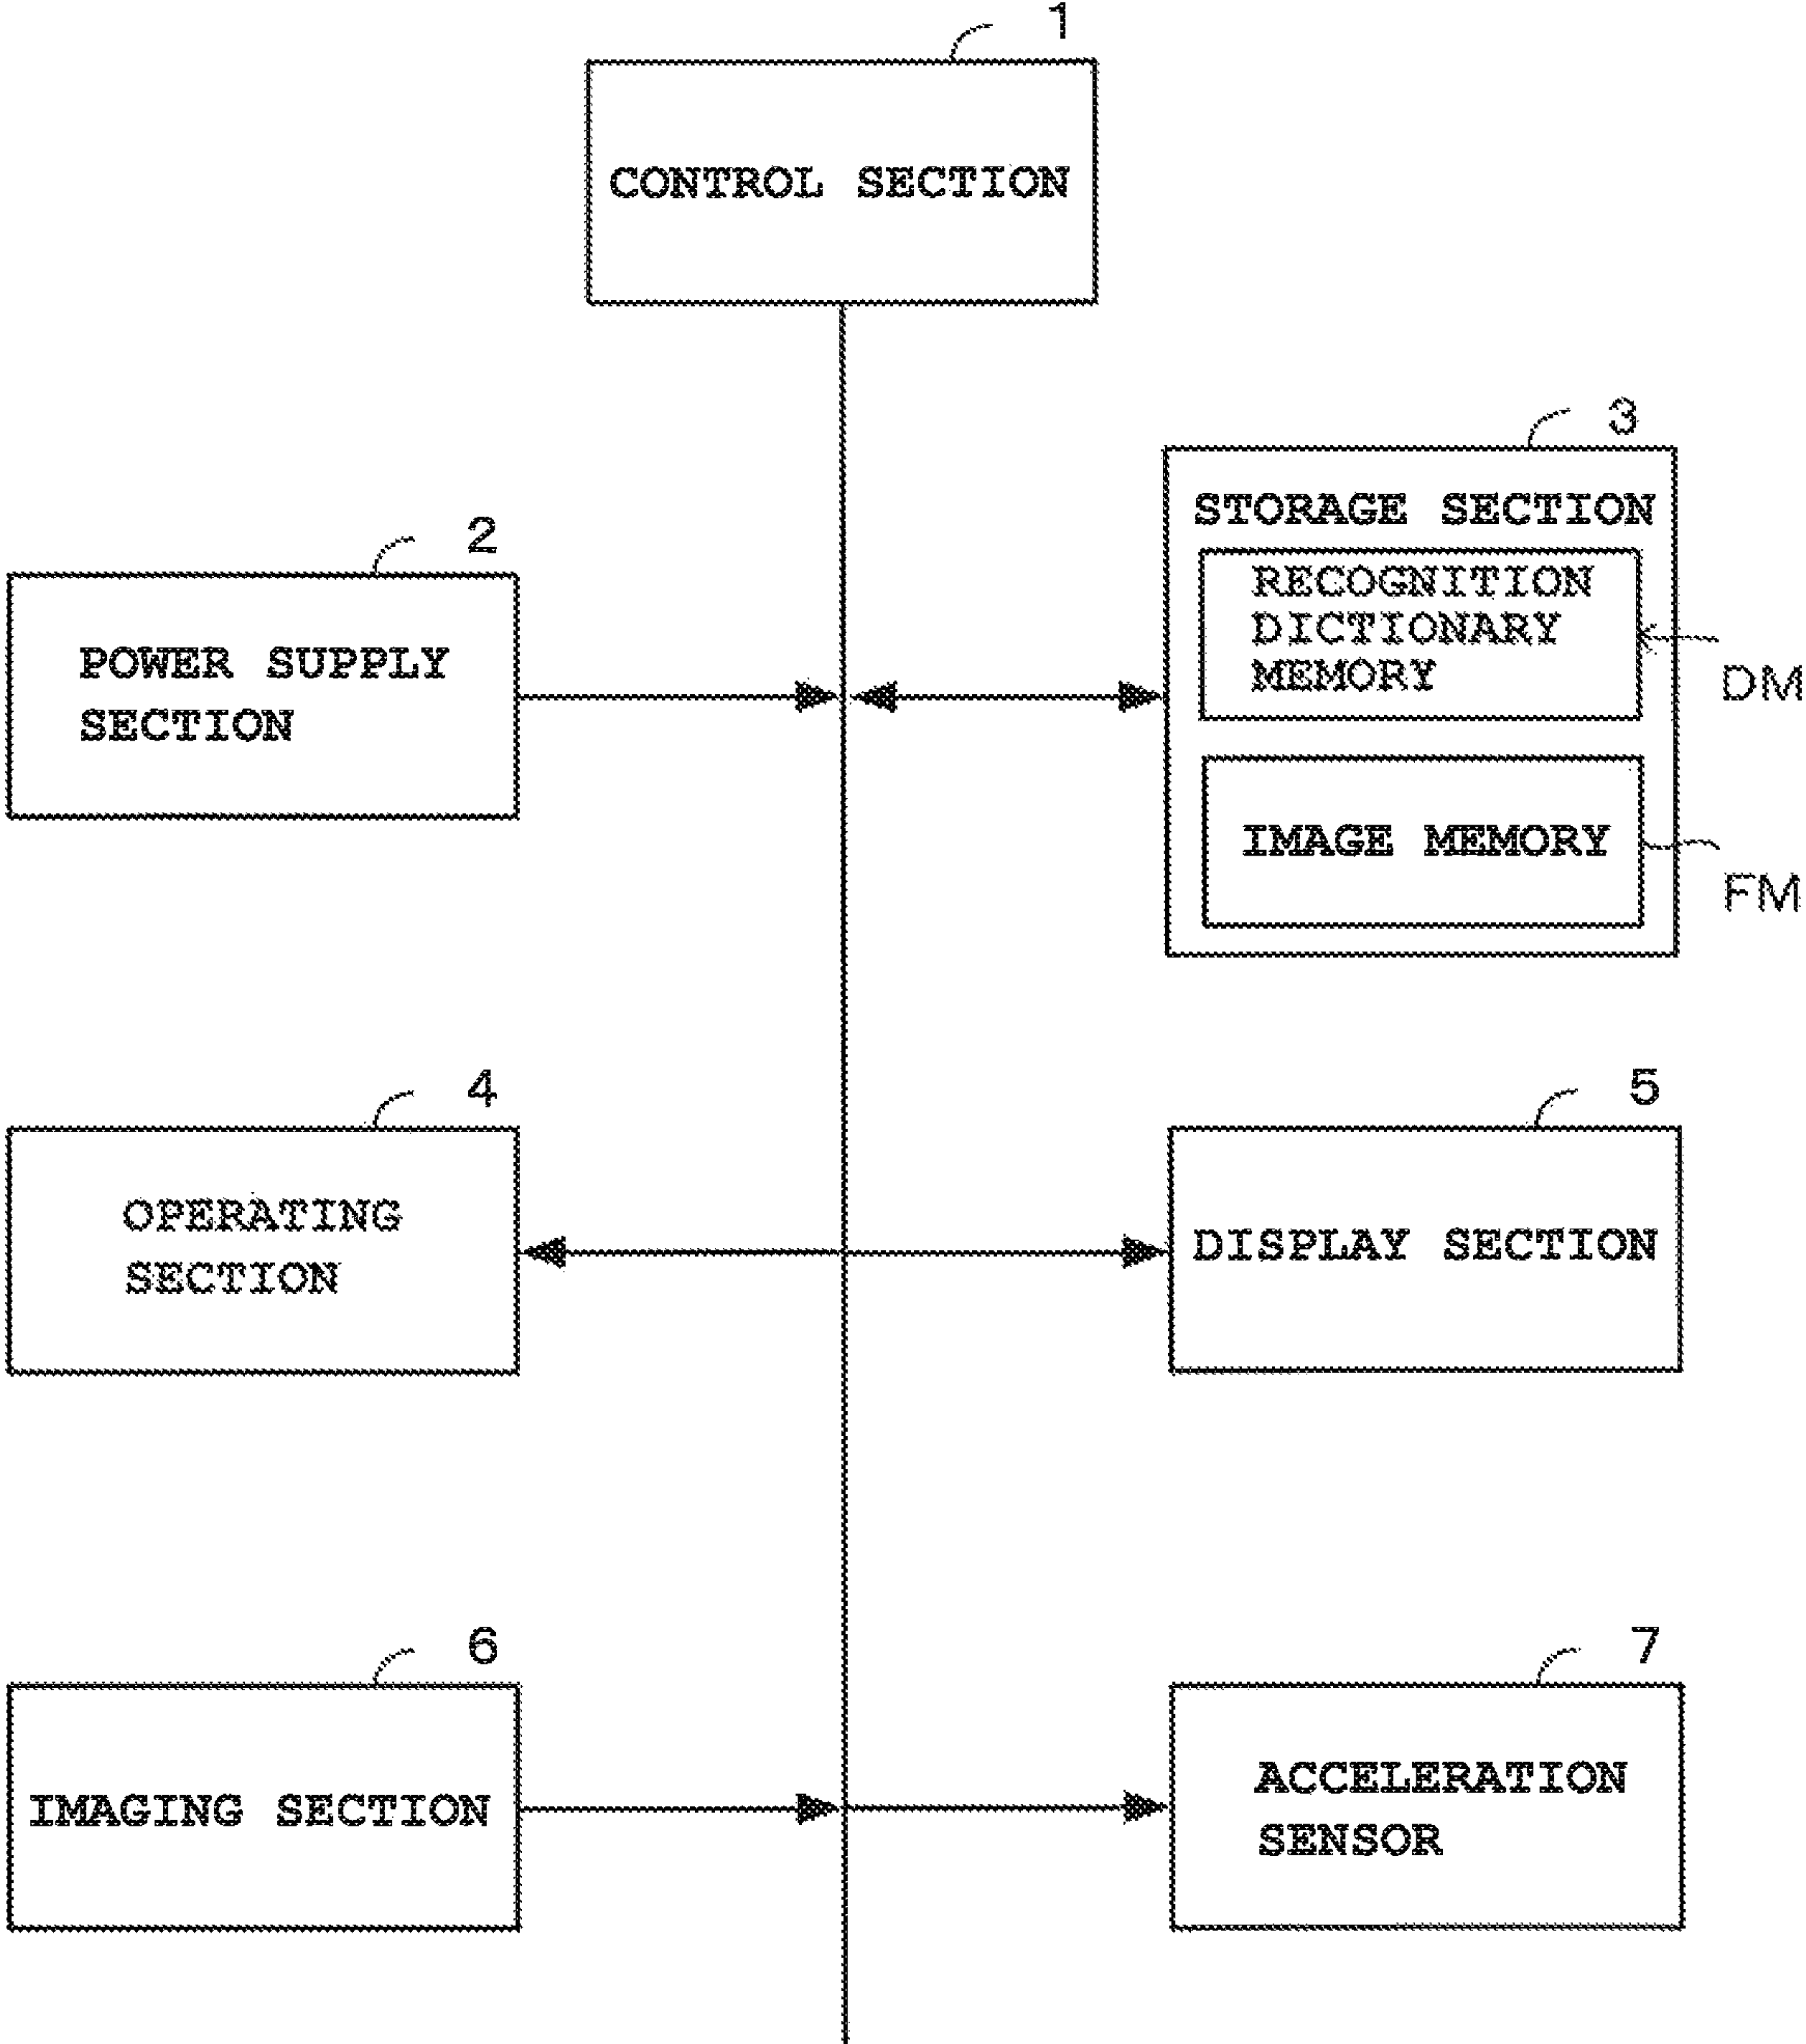 1
CONTROL SECTION
2
POWER SUPPLY
SECTION
3
STORAGE SECTION
RECOGNITION
DICTIONARY
MEMORY
DM
IMAGE MEMORY
FM
4
OPERATING
SECTION
5
DISPLAY SECTION
6
IMAGING SECTION
7
ACCELERATION
SENSOR